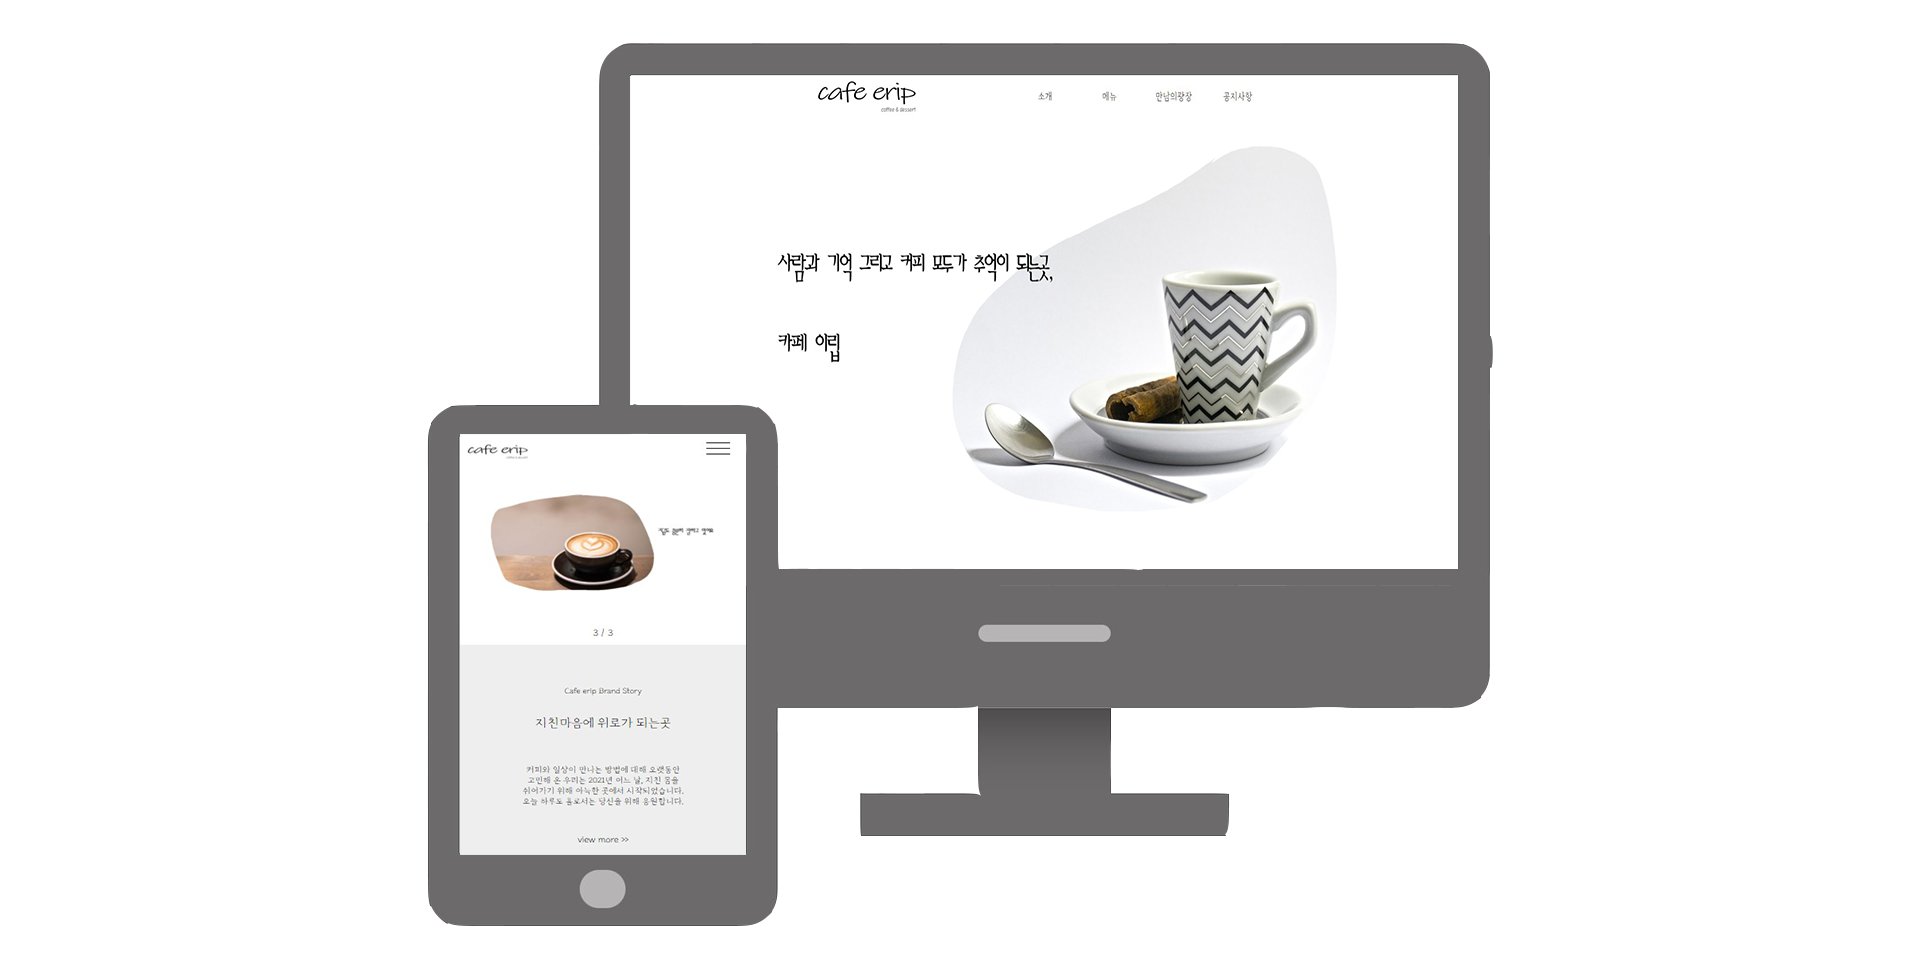 cafe erip
coffee & dessert
소개 메뉴 만남의광장 공지사항
사람과 기억 그리고 커피 모두가 추억이 되는곳,
카페 이립
cafe erip
3 / 3
Cafe erip Brand Story
지친마음에 위로가 되는곳
커피와 일상이 만나는 방법에 대해 오랫동안
고민해 온 우리는 2021년 어느 날, 지친 몸을
쉬어가기 위해 아늑한 곳에서 시작되었습니다.
오늘 하루도 홀로서는 당신을 위해 응원합니다.
view more >>